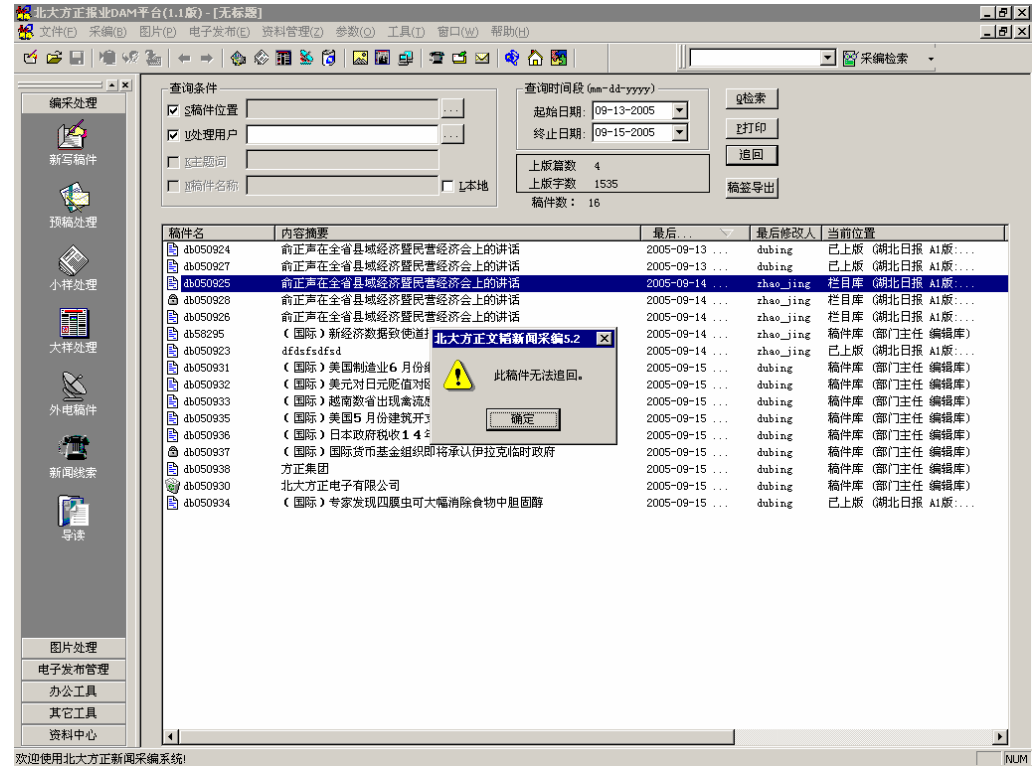 北大方正报业DAM平台(1.1版) - [无标题]
文件(F) 采编(B) 图片(P) 电子发布(E) 资料管理(Z) 参数(O) 工具(T) 窗口(W) 帮助(H)
采编检索
编采处理
新写稿件
预稿处理
小样处理
大样处理
外电稿件
新闻线索
导读
图片处理
电子发布管理
办公工具
其它工具
资料中心
查询条件
S稿件位置 ...
U处理用户 ...
K主题词
N稿件名称 L本地
查询时间段(mm-dd-yyyy)
起始日期: 09-13-2005
终止日期: 09-15-2005
上版篇数 4
上版字数 1535
稿件数: 16
Q检索
P打印
追回
稿签导出
稿件名 内容摘要 最后... 最后修改人 当前位置
db050924 俞正声在全省县域经济暨民营经济会上的讲话 2005-09-13 ... dubing 已上版 (湖北日报 A1版:...
db050927 俞正声在全省县域经济暨民营经济会上的讲话 2005-09-13 ... dubing 已上版 (湖北日报 A1版:...
db050925 俞正声在全省县域经济暨民营经济会上的讲话 2005-09-14 ... zhao_jing 栏目库 (湖北日报 A1版:...
db050928 俞正声在全省县域经济暨民营经济会上的讲话 2005-09-14 ... zhao_jing 栏目库 (湖北日报 A1版:...
db050926 俞正声在全省县域经济暨民营经济会上的讲话 2005-09-14 ... zhao_jing 栏目库 (湖北日报 A1版:...
db58295 (国际)新经济数据致使道 2005-09-14 ... zhao_jing 稿件库 (部门主任 编辑库)
db050923 dfdsfsdfsd 2005-09-14 ... zhao_jing 已上版 (湖北日报 A1版:...
db050931 (国际)美国制造业6月份 2005-09-15 ... dubing 稿件库 (部门主任 编辑库)
db050932 (国际)美元对日元贬值对 2005-09-15 ... dubing 稿件库 (部门主任 编辑库)
db050933 (国际)越南数省出现禽流 2005-09-15 ... dubing 稿件库 (部门主任 编辑库)
db050935 (国际)美国5月份建筑开 2005-09-15 ... dubing 稿件库 (部门主任 编辑库)
db050936 (国际)日本政府税收14 2005-09-15 ... dubing 稿件库 (部门主任 编辑库)
db050937 (国际)国际货币基金组织即将承认伊拉克临时政府 2005-09-15 ... dubing 稿件库 (部门主任 编辑库)
db050938 方正集团 2005-09-15 ... dubing 稿件库 (部门主任 编辑库)
db050930 北大方正电子有限公司 2005-09-15 ... dubing 稿件库 (部门主任 编辑库)
db050934 (国际)专家发现四膜虫可大幅消除食物中胆固醇 2005-09-15 ... dubing 已上版 (湖北日报 A1版:...
北大方正文韬新闻采编5.2
此稿件无法追回。
确定
欢迎使用北大方正新闻采编系统!
NUM